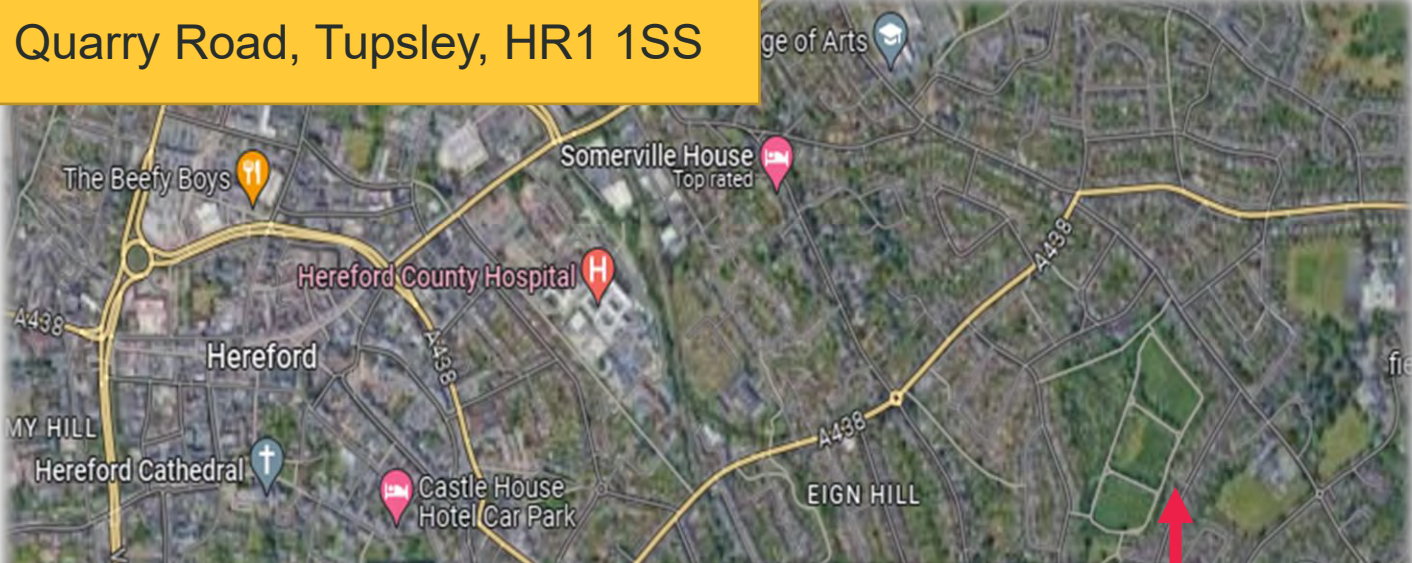 Quarry Road, Tupsley, HR1 1SS
ge of Arts
Somerville House
Top rated
The Beefy Boys
A438
Hereford County Hospital
A438
Hereford
A438
fie
A438
MY HILL
Hereford Cathedral
Castle House
Hotel Car Park
EIGN HILL